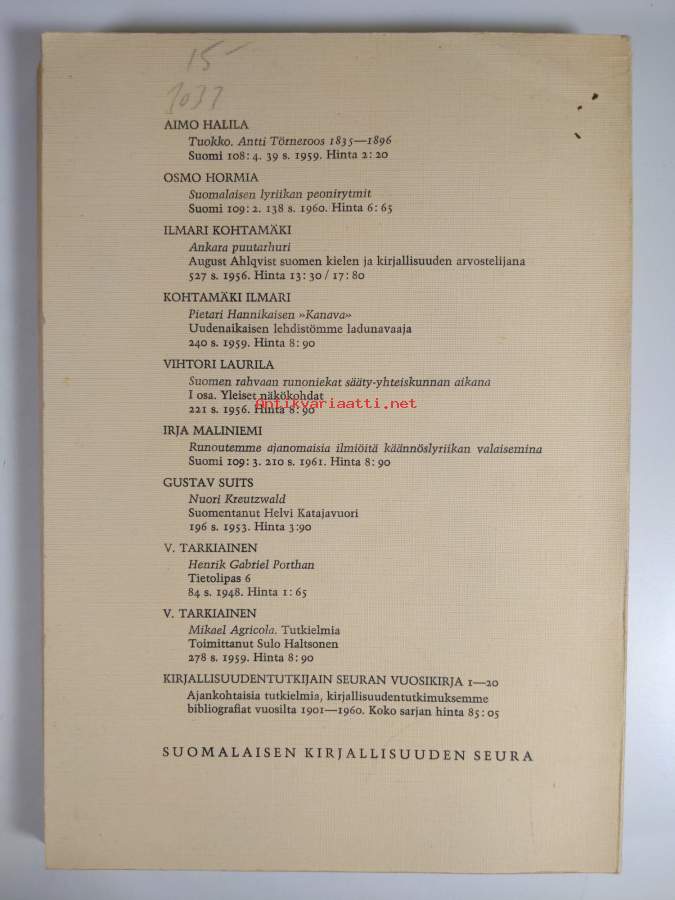 15-
1037
AIMO HALILA
Tuokko. Antti Törneroos 1835—1896
Suomi 108: 4. 39 s. 1959. Hinta 2: 20
OSMO HORMIA
Suomalaisen lyriikan peonirytmit
Suomi 109: 2. 138 s. 1960. Hinta 6: 65
ILMARI KOHTAMÄKI
Ankara puutarhuri
August Ahlqvist suomen kielen ja kirjallisuuden arvostelijana
527 s. 1956. Hinta 13: 30 / 17: 80
KOHTAMÄKI ILMARI
Pietari Hannikaisen »Kanava»
Uudenaikaisen lehdistömme ladunavaaja
240 s. 1959. Hinta 8: 90
VIHTORI LAURILA
Suomen rahvaan runoniekat sääty-yhteiskunnan aikana
I osa. Yleiset näkökohdat
Antikvariaatti.net
221 s. 1956. Hinta 8: 90
IRJA MALINIEMI
Runoutemme ajanomaisia ilmiöitä käännöslyriikan valaisemina
Suomi 109: 3. 210 s. 1961. Hinta 8: 90
GUSTAV SUITS
Nuori Kreutzwald
Suomentanut Helvi Katajavuori
196 s. 1953. Hinta 3:90
V. TARKIAINEN
Henrik Gabriel Porthan
Tietolipas 6
84 s. 1948. Hinta 1: 65
V. TARKIAINEN
Mikael Agricola. Tutkielmia
Toimittanut Sulo Haltsonen
278 s. 1959. Hinta 8: 90
KIRJALLISUUDENTUTKIJAIN SEURAN VUOSIKIRJA 1—20
Ajankohtaisia tutkielmia, kirjallisuudentutkimuksemme
bibliografiat vuosilta 1901—1960. Koko sarjan hinta 85: 05
SUOMALAISEN KIRJALLISUUDEN SEURA